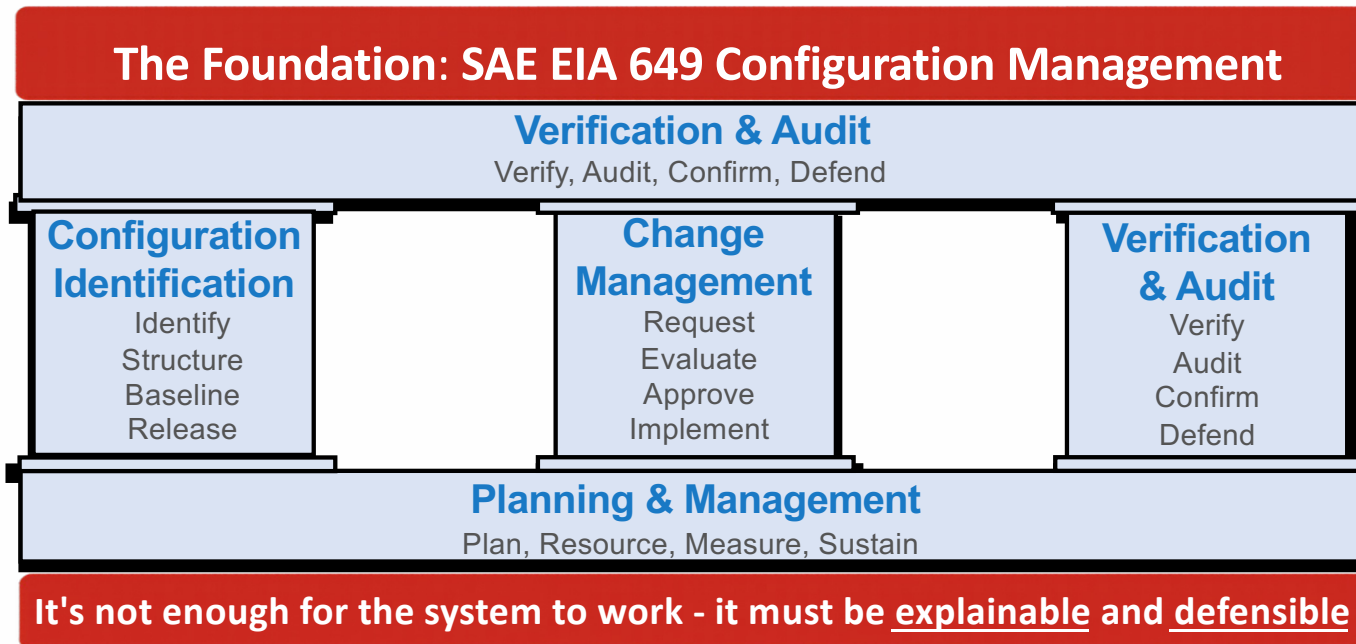 The Foundation: SAE EIA 649 Configuration Management
Verification & Audit
Verify, Audit, Confirm, Defend
Configuration
Identification
Identify
Structure
Baseline
Release
Change
Management
Request
Evaluate
Approve
Implement
Verification
& Audit
Verify
Audit
Confirm
Defend
Planning & Management
Plan, Resource, Measure, Sustain
It's not enough for the system to work - it must be explainable and defensible